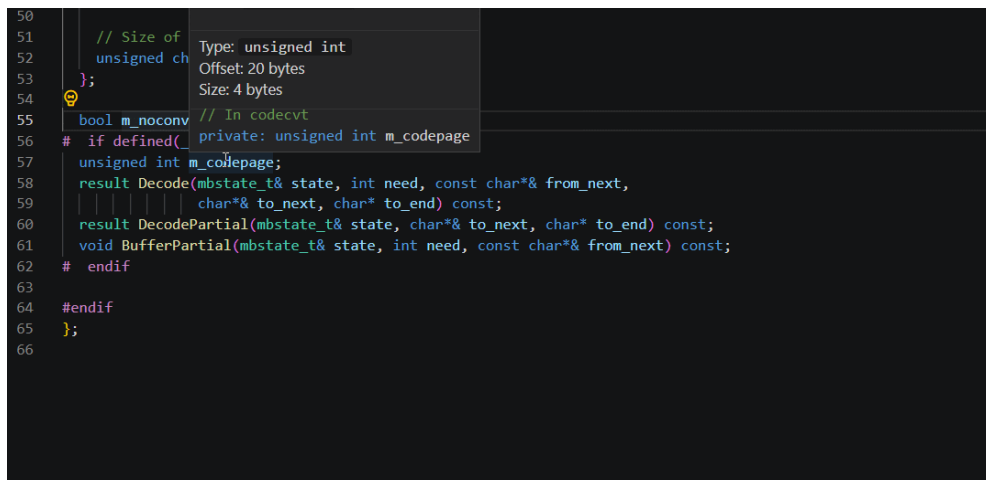 50
51 // Size of
52 unsigned ch
53 };
54
55 bool m_noconv
56 # if defined(_
57 unsigned int m_codepage;
58 result Decode(mbstate_t& state, int need, const char*& from_next,
59 char*& to_next, char* to_end) const;
60 result DecodePartial(mbstate_t& state, char*& to_next, char* to_end) const;
61 void BufferPartial(mbstate_t& state, int need, const char*& from_next) const;
62 # endif
63
64 #endif
65 };
66
Type: unsigned int
Offset: 20 bytes
Size: 4 bytes
// In codecvt
private: unsigned int m_codepage